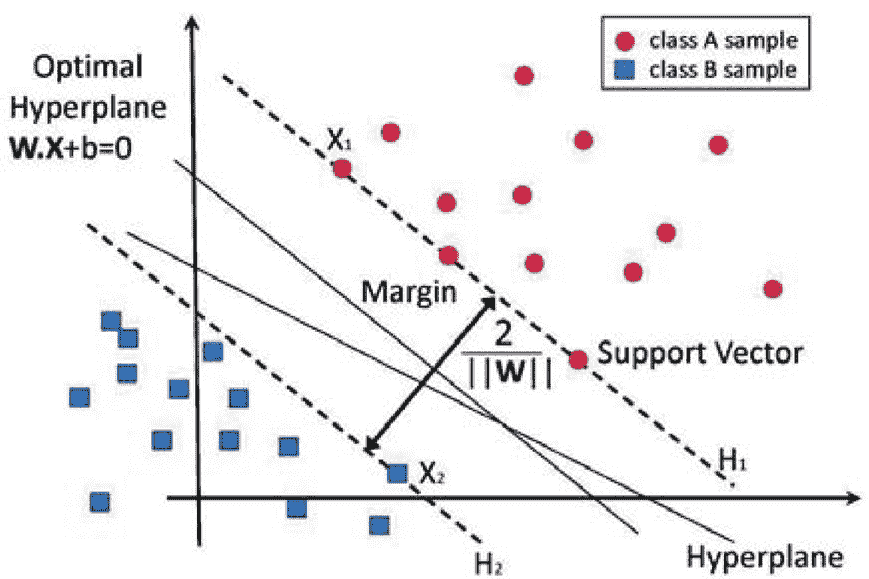 class A sample
class B sample
Optimal
Hyperplane
W.X+b=0
X₁
Margin
2
||W||
Support Vector
H₁
X₂
H₂
Hyperplane